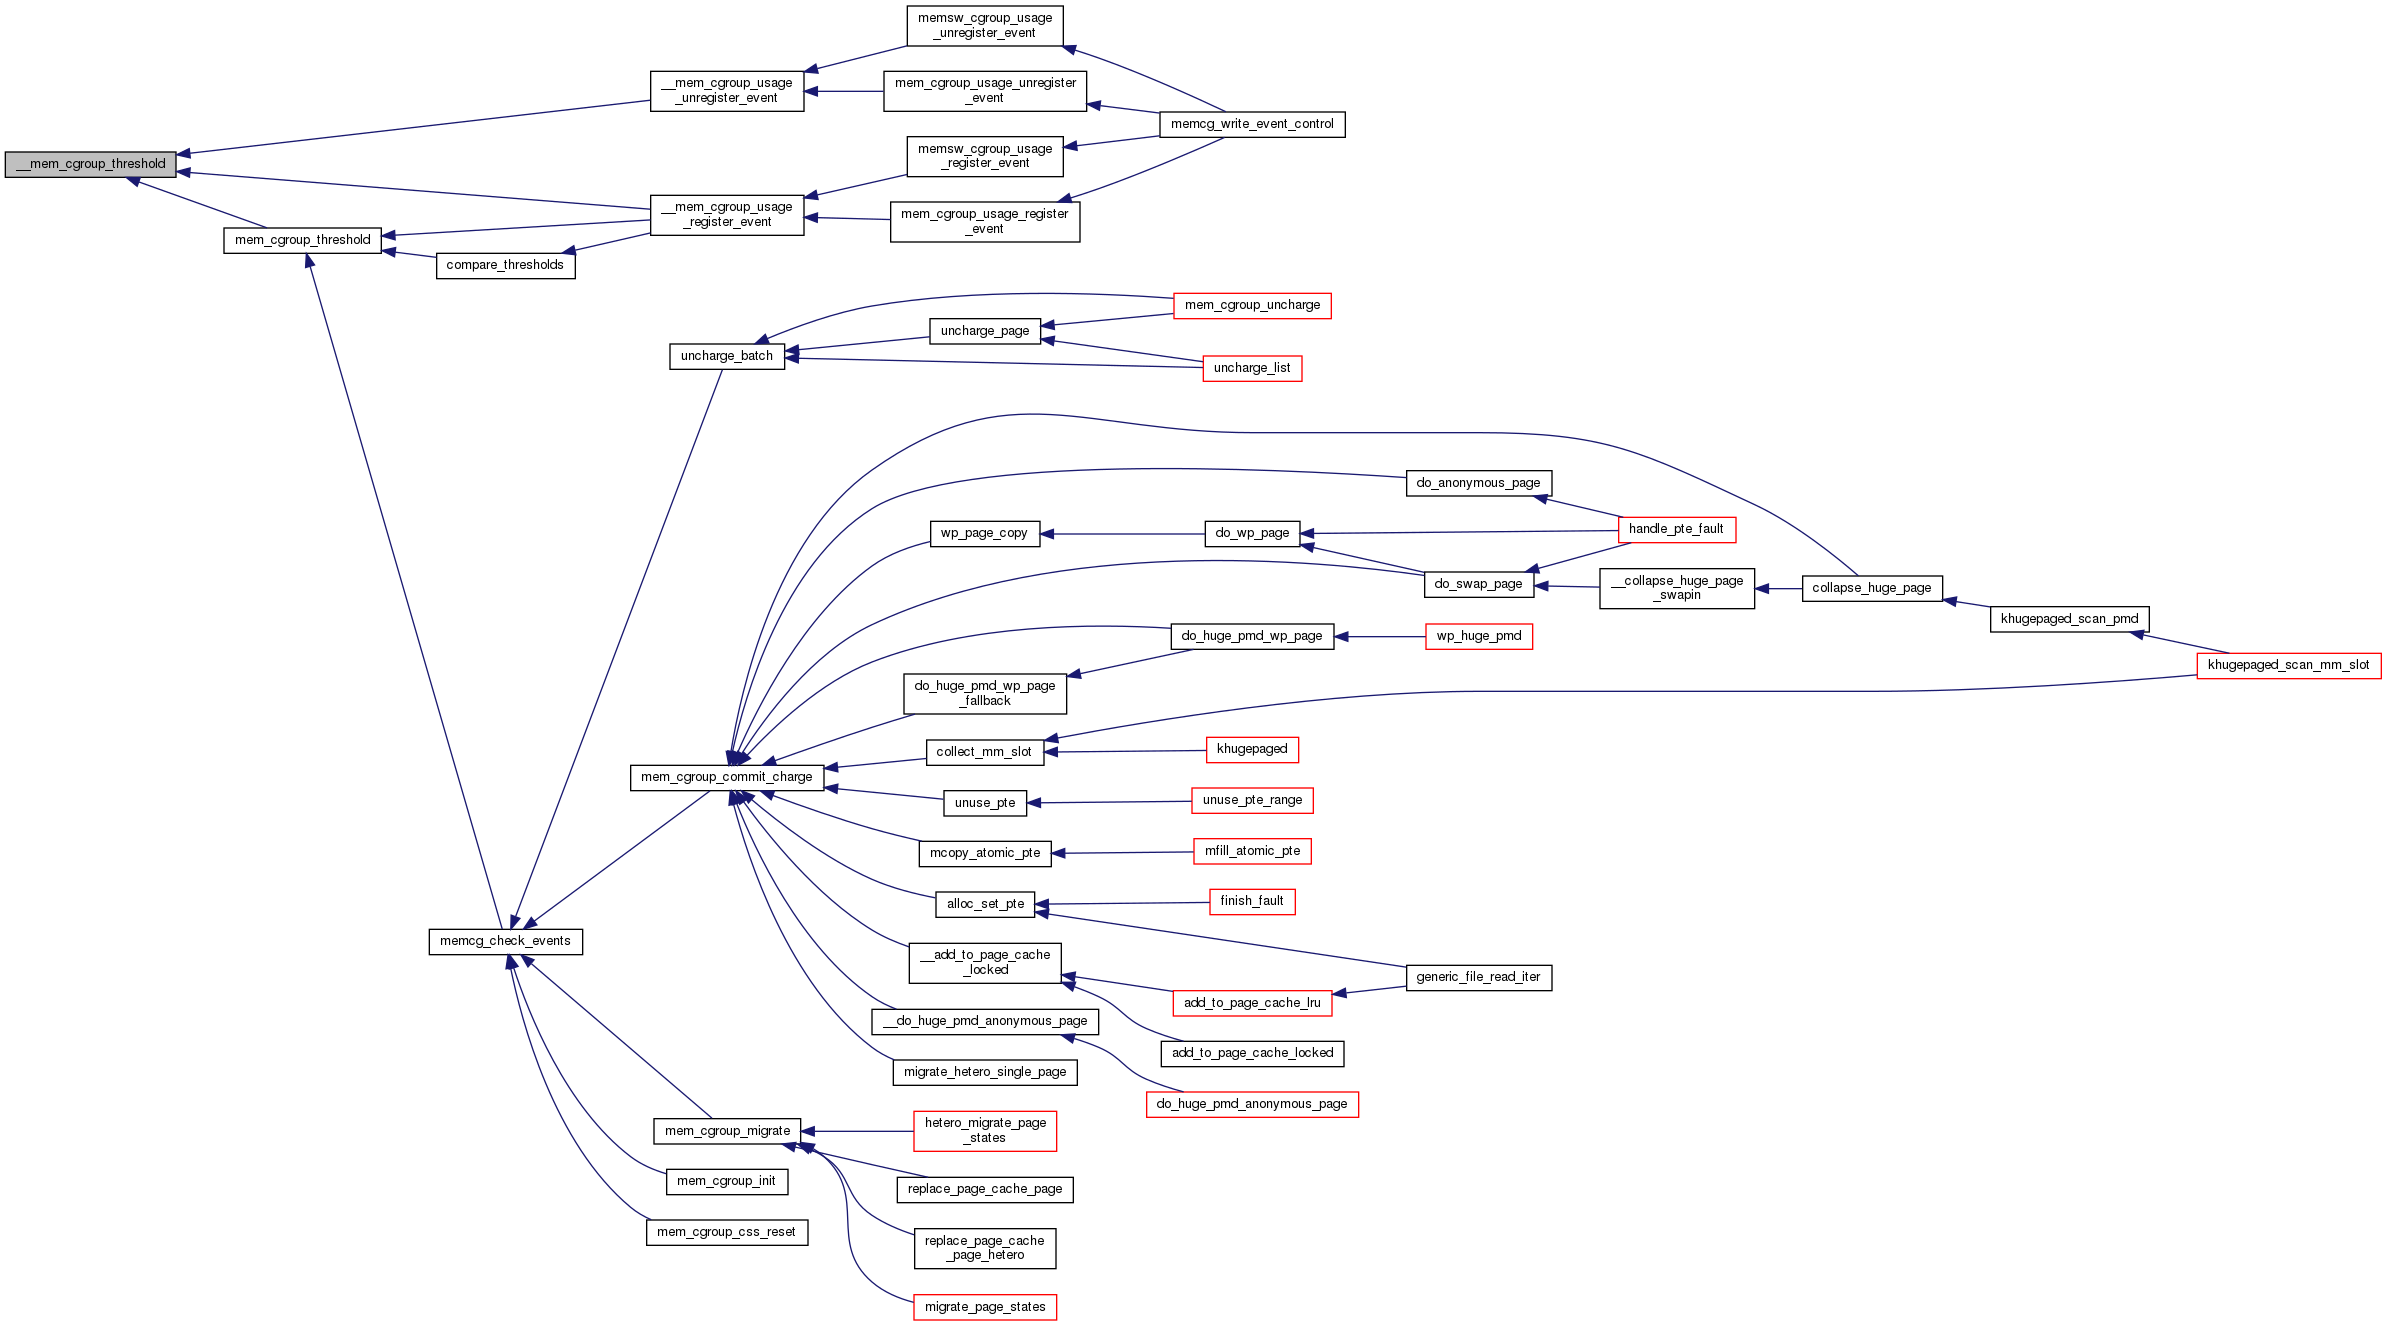 memsw_cgroup_usage
_unregister_event
__mem_cgroup_usage
_unregister_event
mem_cgroup_usage_unregister
_event
memcg_write_event_control
memsw_cgroup_usage
_register_event
__mem_cgroup_threshold
__mem_cgroup_usage
_register_event
mem_cgroup_usage_register
_event
mem_cgroup_threshold
compare_thresholds
mem_cgroup_uncharge
uncharge_page
uncharge_batch
uncharge_list
do_anonymous_page
wp_page_copy
do_wp_page
handle_pte_fault
do_swap_page
__collapse_huge_page
_swapin
collapse_huge_page
khugepaged_scan_pmd
do_huge_pmd_wp_page
wp_huge_pmd
khugepaged_scan_mm_slot
do_huge_pmd_wp_page
_fallback
collect_mm_slot
khugepaged
mem_cgroup_commit_charge
unuse_pte
unuse_pte_range
mcopy_atomic_pte
mfill_atomic_pte
alloc_set_pte
finish_fault
memcg_check_events
__add_to_page_cache
_locked
generic_file_read_iter
add_to_page_cache_lru
__do_huge_pmd_anonymous_page
add_to_page_cache_locked
migrate_hetero_single_page
do_huge_pmd_anonymous_page
mem_cgroup_migrate
hetero_migrate_page
_states
mem_cgroup_init
replace_page_cache_page
mem_cgroup_css_reset
replace_page_cache
_page_hetero
migrate_page_states